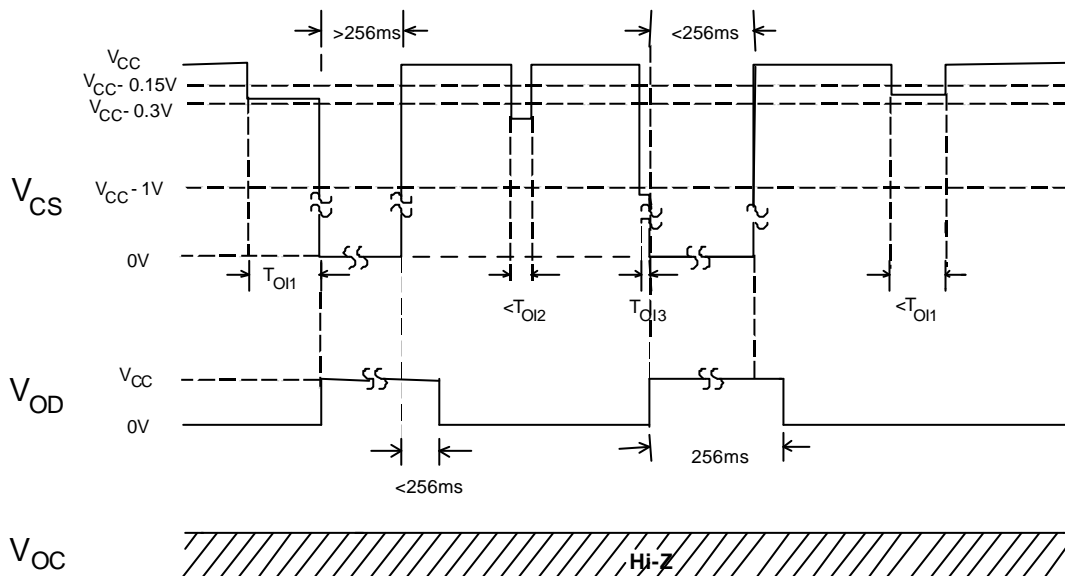 >256ms
<256ms
VCC
VCC- 0.15V
VCC- 0.3V
VCS
VCC - 1V
0V
TOI1
<TOI2
TOI3
<TOI1
VOD
VCC
0V
<256ms
256ms
VOC
Hi-Z